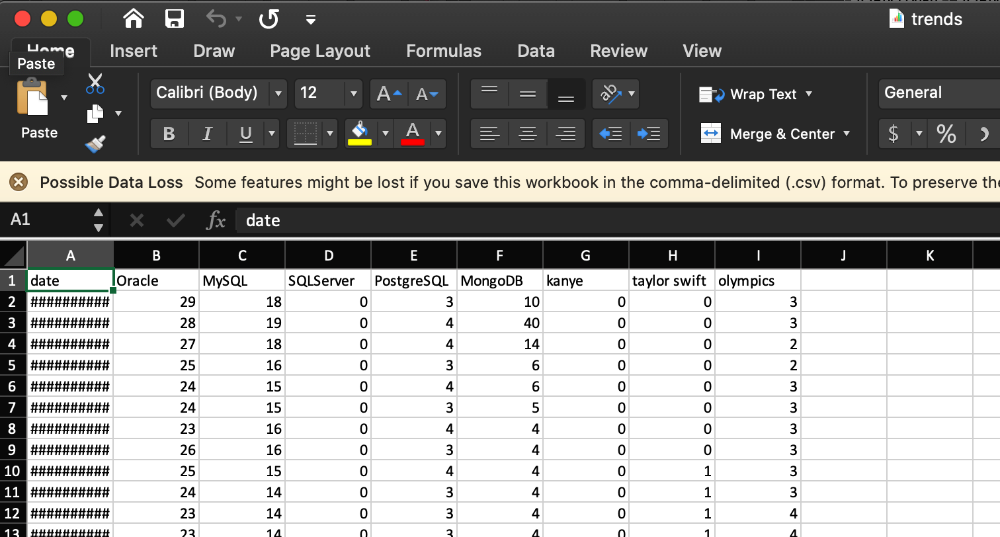 trends
Home Insert Draw Page Layout Formulas Data Review View
Paste
Calibri (Body) 12 A A Wrap Text General
Paste B I U A Merge & Center $ %
Possible Data Loss Some features might be lost if you save this workbook in the comma-delimited (.csv) format. To preserve the
A1 fx date
A B C D E F G H I J K
1 date Oracle MySQL SQLServer PostgreSQL MongoDB kanye taylor swift olympics
2 ########## 29 18 0 3 10 0 0 3
3 ########## 28 19 0 4 40 0 0 3
4 ########## 27 18 0 4 14 0 0 2
5 ########## 25 16 0 3 6 0 0 2
6 ########## 24 15 0 4 6 0 0 3
7 ########## 24 15 0 3 5 0 0 3
8 ########## 23 16 0 4 4 0 0 3
9 ########## 26 16 0 3 4 0 0 3
10 ########## 25 15 0 4 4 0 1 3
11 ########## 24 14 0 3 4 0 1 3
12 ########## 23 14 0 3 4 0 1 4
13 ########## 23 14 0 3 4 0 1 4